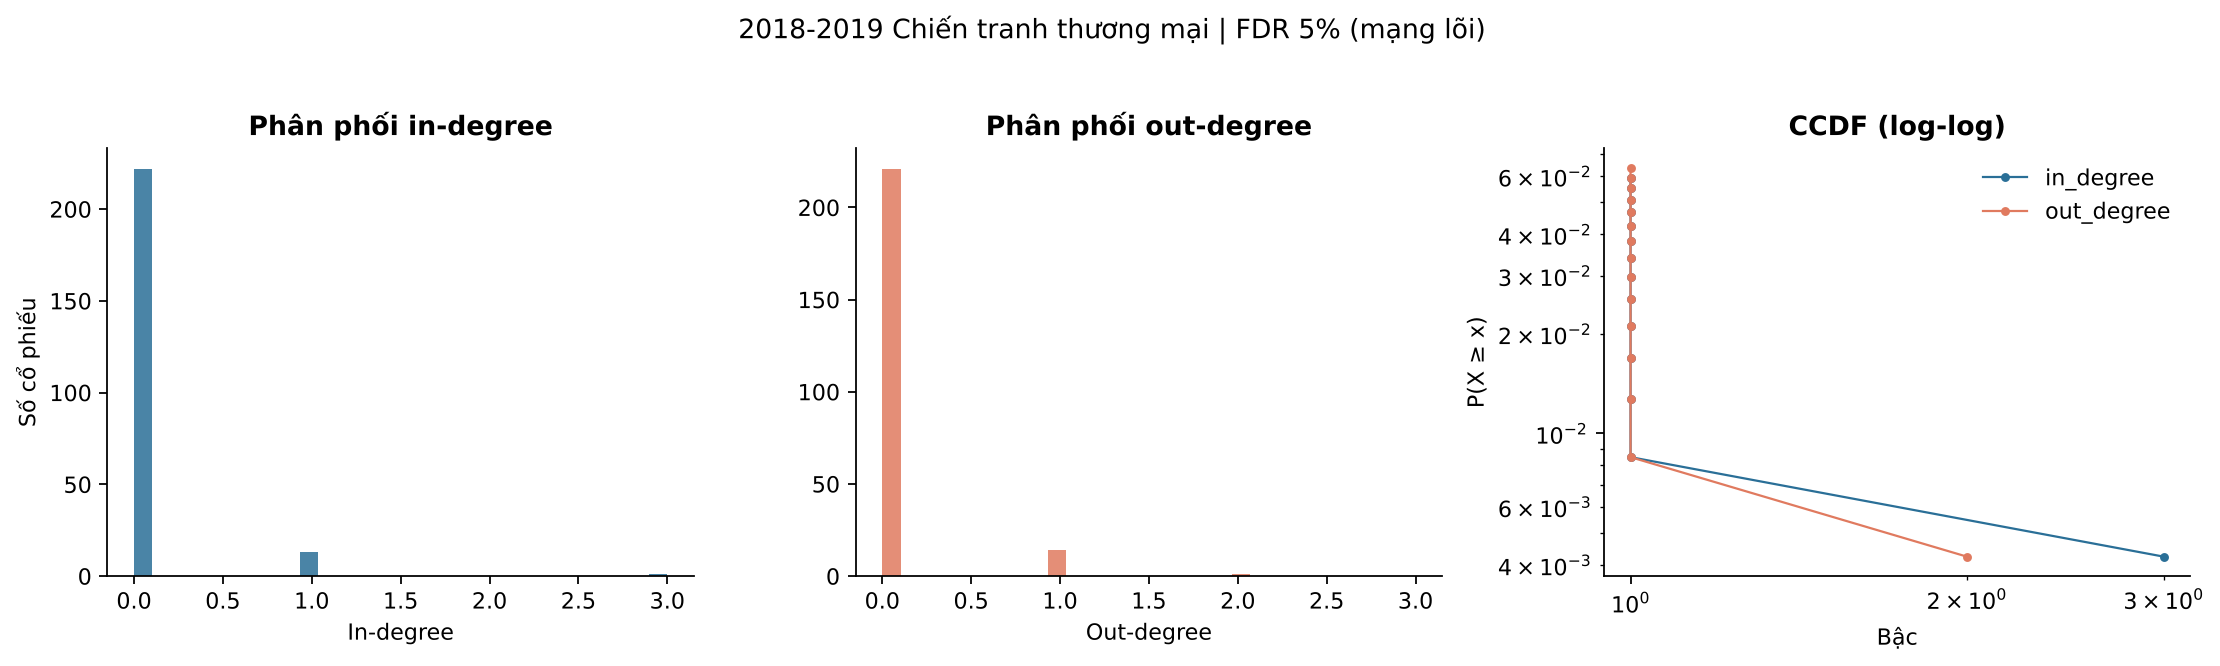 2018-2019 Chiến tranh thương mại | FDR 5% (mạng lõi)
Phân phối in-degree
Số cổ phiếu
200
150
100
50
0
0.0 0.5 1.0 1.5 2.0 2.5 3.0
In-degree
Phân phối out-degree
200
150
100
50
0
0.0 0.5 1.0 1.5 2.0 2.5 3.0
Out-degree
CCDF (log-log)
P(X ≥ x)
6 × 10⁻²
4 × 10⁻²
3 × 10⁻²
2 × 10⁻²
10⁻²
6 × 10⁻³
4 × 10⁻³
in_degree
out_degree
10⁰ 2 × 10⁰ 3 × 10⁰
Bậc